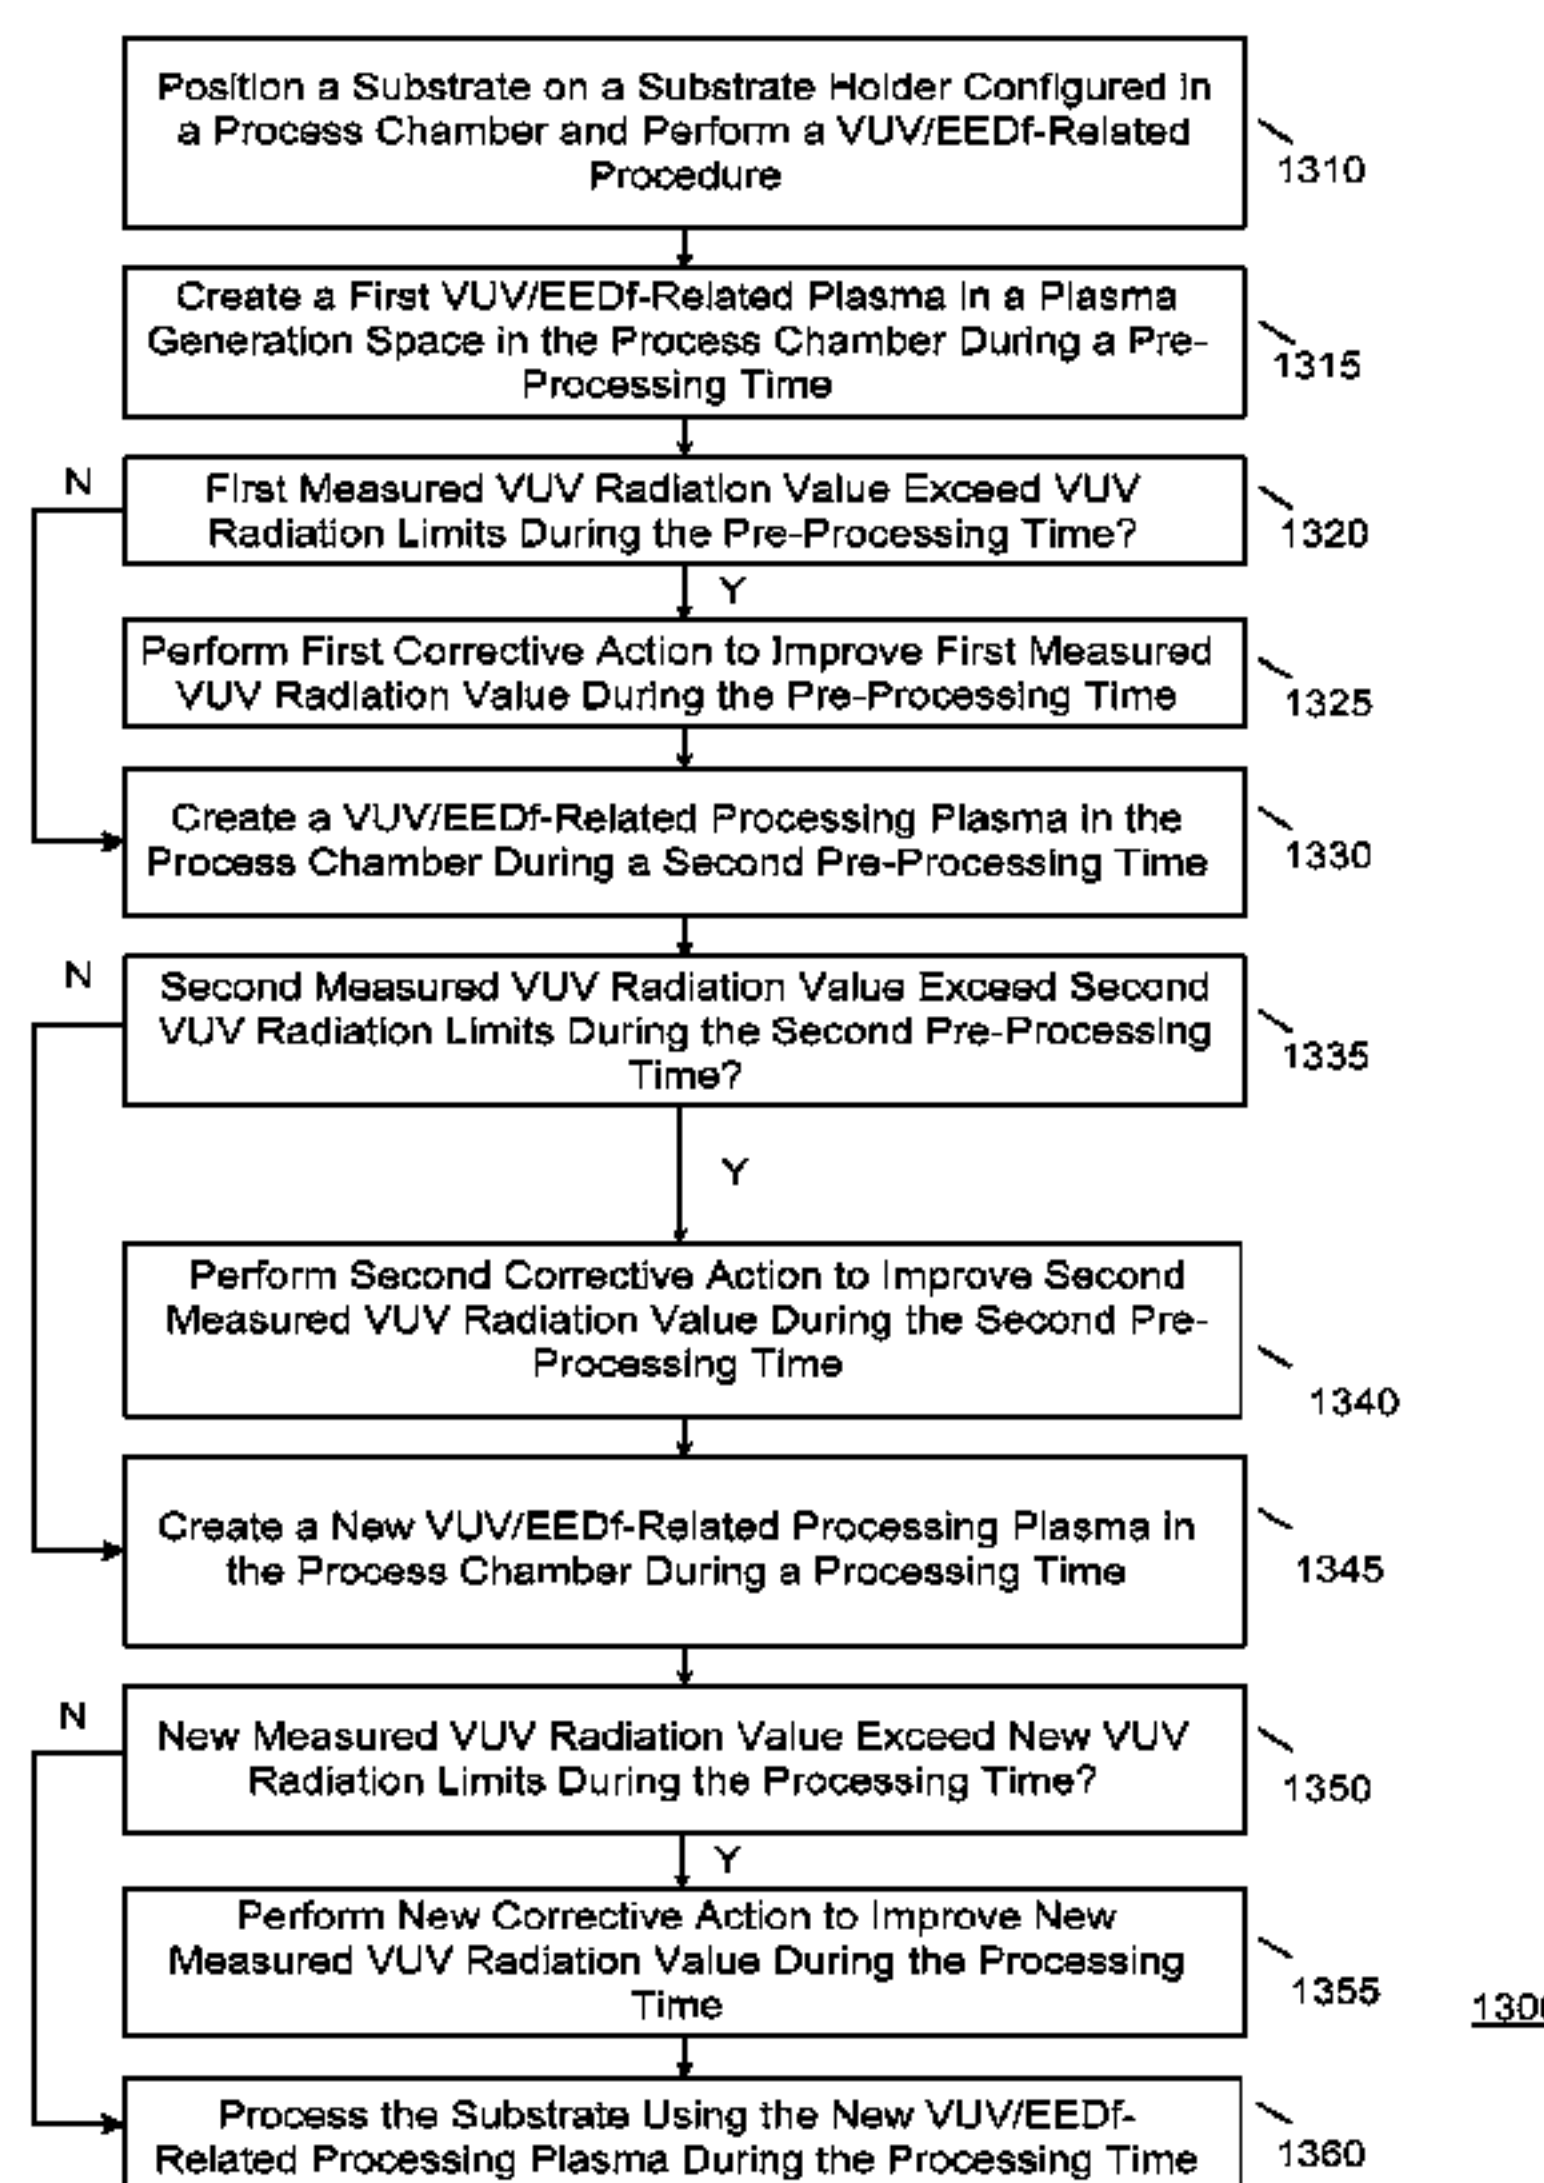 Position a Substrate on a Substrate Holder Configured in
a Process Chamber and Perform a VUV/EEDf-Related
Procedure
1310
Create a First VUV/EEDf-Related Plasma in a Plasma
Generation Space in the Process Chamber During a Pre-
Processing Time
1315
N
First Measured VUV Radiation Value Exceed VUV
Radiation Limits During the Pre-Processing Time?
1320
Y
Perform First Corrective Action to Improve First Measured
VUV Radiation Value During the Pre-Processing Time
1325
Create a VUV/EEDf-Related Processing Plasma in the
Process Chamber During a Second Pre-Processing Time
1330
N
Second Measured VUV Radiation Value Exceed Second
VUV Radiation Limits During the Second Pre-Processing
Time?
1335
Y
Perform Second Corrective Action to Improve Second
Measured VUV Radiation Value During the Second Pre-
Processing Time
1340
Create a New VUV/EEDf-Related Processing Plasma in
the Process Chamber During a Processing Time
1345
N
New Measured VUV Radiation Value Exceed New VUV
Radiation Limits During the Processing Time?
1350
Y
Perform New Corrective Action to Improve New
Measured VUV Radiation Value During the Processing
Time
1355
1300
Process the Substrate Using the New VUV/EEDf-
Related Processing Plasma During the Processing Time
1360